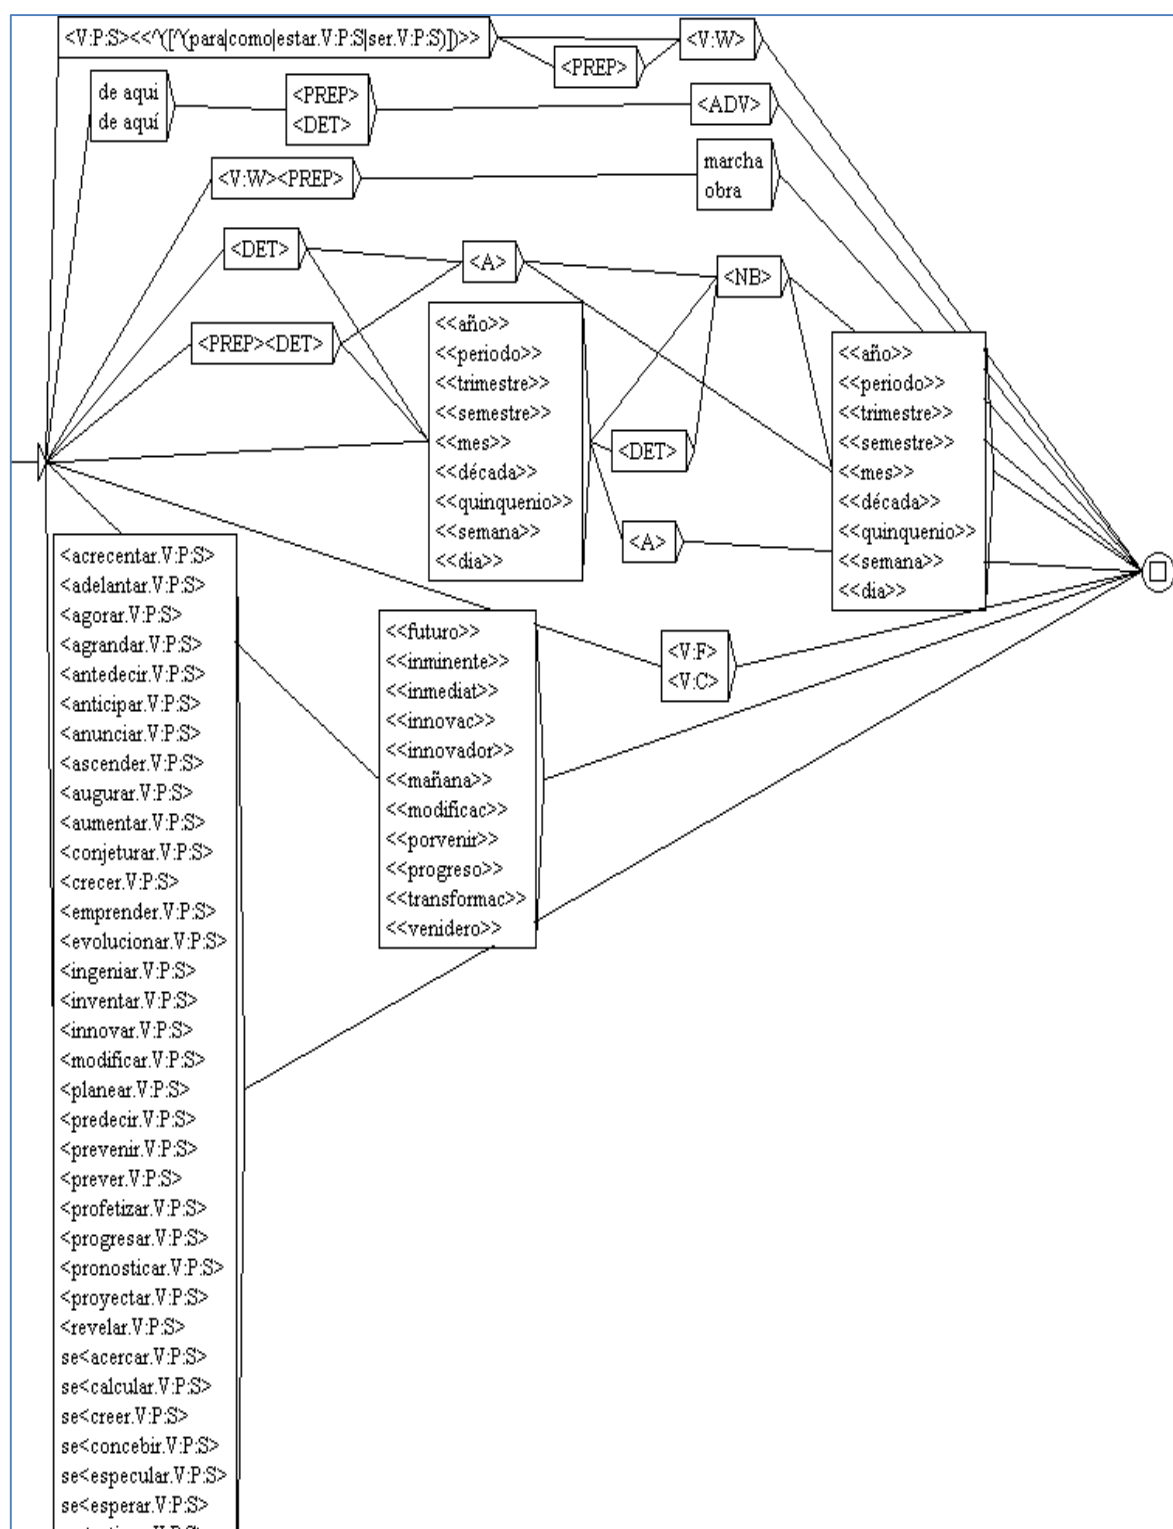 <V:P:S><<^([^(para|como|estar.V:P:S|ser.V:P:S)])>>
<V:W>
<PREP>
de aqui
de aquí
<PREP>
<DET>
<ADV>
<V:W><PREP>
marcha
obra
<DET>
<A>
<NB>
<PREP><DET>
<<año>>
<<periodo>>
<<trimestre>>
<<semestre>>
<<mes>>
<<década>>
<<quinquenio>>
<<semana>>
<<dia>>
<DET>
<A>
<<año>>
<<periodo>>
<<trimestre>>
<<semestre>>
<<mes>>
<<década>>
<<quinquenio>>
<<semana>>
<<dia>>
<acrecentar.V:P:S>
<adelantar.V:P:S>
<agorar.V:P:S>
<agrandar.V:P:S>
<antedecir.V:P:S>
<anticipar.V:P:S>
<anunciar.V:P:S>
<ascender.V:P:S>
<augurar.V:P:S>
<aumentar.V:P:S>
<conjeturar.V:P:S>
<crecer.V:P:S>
<emprender.V:P:S>
<evolucionar.V:P:S>
<ingeniar.V:P:S>
<inventar.V:P:S>
<innovar.V:P:S>
<modificar.V:P:S>
<planear.V:P:S>
<predecir.V:P:S>
<prevenir.V:P:S>
<prever.V:P:S>
<profetizar.V:P:S>
<progresar.V:P:S>
<pronosticar.V:P:S>
<proyectar.V:P:S>
<revelar.V:P:S>
se<acercar.V:P:S>
se<calcular.V:P:S>
se<creer.V:P:S>
se<concebir.V:P:S>
se<especular.V:P:S>
se<esperar.V:P:S>
<<futuro>>
<<inminente>>
<<inmediat>>
<<innovac>>
<<innovador>>
<<mañana>>
<<modificac>>
<<porvenir>>
<<progreso>>
<<transformac>>
<<venidero>>
<V:F>
<V:C>